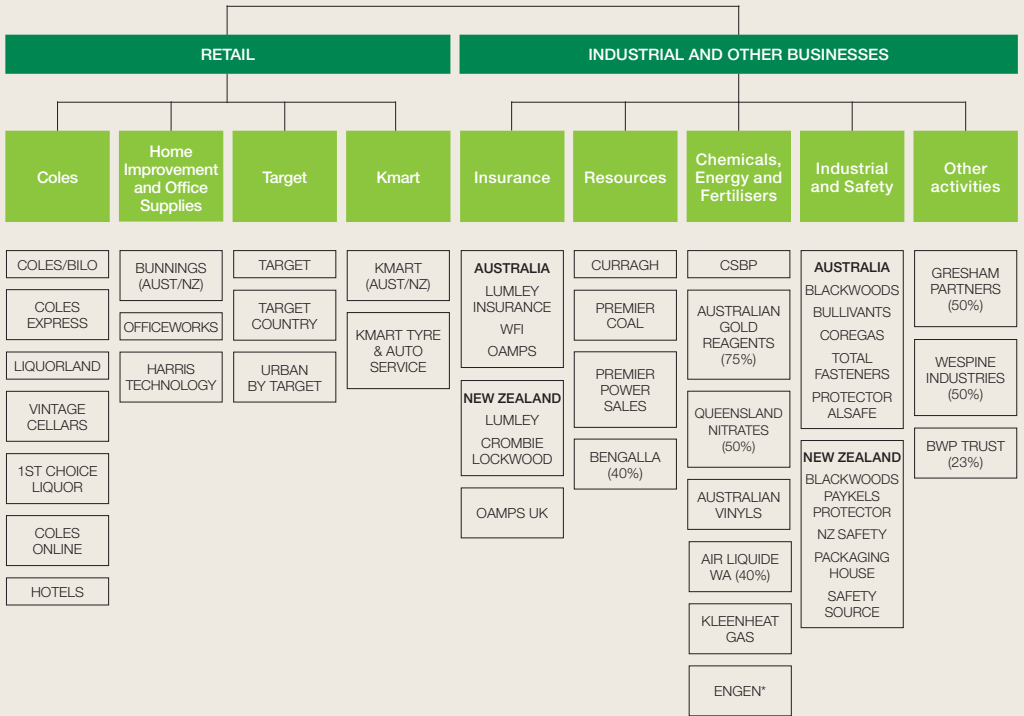 RETAIL
INDUSTRIAL AND OTHER BUSINESSES
Coles
Home
Improvement
and Office
Supplies
Target
Kmart
Insurance
Resources
Chemicals,
Energy and
Fertilisers
Industrial
and Safety
Other
activities
COLES/BILO
COLES
EXPRESS
LIQUORLAND
VINTAGE
CELLARS
1ST CHOICE
LIQUOR
COLES
ONLINE
HOTELS
BUNNINGS
(AUST/NZ)
OFFICEWORKS
HARRIS
TECHNOLOGY
TARGET
TARGET
COUNTRY
URBAN
BY TARGET
KMART
(AUST/NZ)
KMART TYRE
& AUTO
SERVICE
AUSTRALIA
LUMLEY
INSURANCE
WFI
OAMPS
NEW ZEALAND
LUMLEY
CROMBIE
LOCKWOOD
OAMPS UK
CURRAGH
PREMIER
COAL
PREMIER
POWER
SALES
BENGALLA
(40%)
CSBP
AUSTRALIAN
GOLD
REAGENTS
(75%)
QUEENSLAND
NITRATES
(50%)
AUSTRALIAN
VINYLS
AIR LIQUIDE
WA (40%)
KLEENHEAT
GAS
ENGEN*
AUSTRALIA
BLACKWOODS
BULLIVANTS
COREGAS
TOTAL
FASTENERS
PROTECTOR
ALSAFE
NEW ZEALAND
BLACKWOODS
PAYKELS
PROTECTOR
NZ SAFETY
PACKAGING
HOUSE
SAFETY
SOURCE
GRESHAM
PARTNERS
(50%)
WESPINE
INDUSTRIES
(50%)
BWP TRUST
(23%)